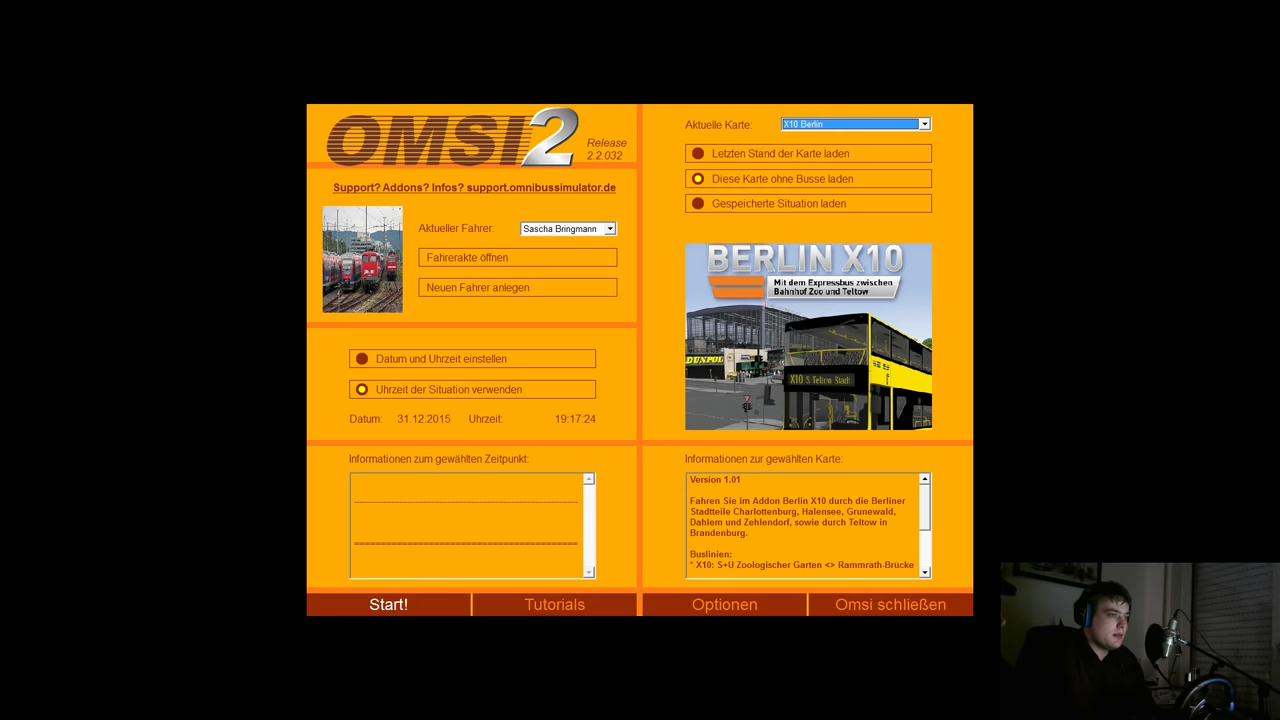 OMSI2
Release
2.2.032
Support? Addons? Infos? support.omnibussimulator.de
Aktueller Fahrer:
Sascha Bringmann
Fahrerakte öffnen
Neuen Fahrer anlegen
Datum und Uhrzeit einstellen
Uhrzeit der Situation verwenden
Datum: 31.12.2015 Uhrzeit: 19:17:24
Informationen zum gewählten Zeitpunkt:
Aktuelle Karte:
X10 Berlin
Letzten Stand der Karte laden
Diese Karte ohne Busse laden
Gespeicherte Situation laden
BERLIN X10
Mit dem Expressbus zwischen
Bahnhof Zoo und Teltow
DUNPOL
X10 S Teltow Stadt
Informationen zur gewählten Karte:
Version 1.01
Fahren Sie im Addon Berlin X10 durch die Berliner
Stadtteile Charlottenburg, Halensee, Grunewald,
Dahlem und Zehlendorf, sowie durch Teltow in
Brandenburg.
Buslinien:
* X10: S+U Zoologischer Garten <> Rammrath-Brücke
Start!
Tutorials
Optionen
Omsi schließen